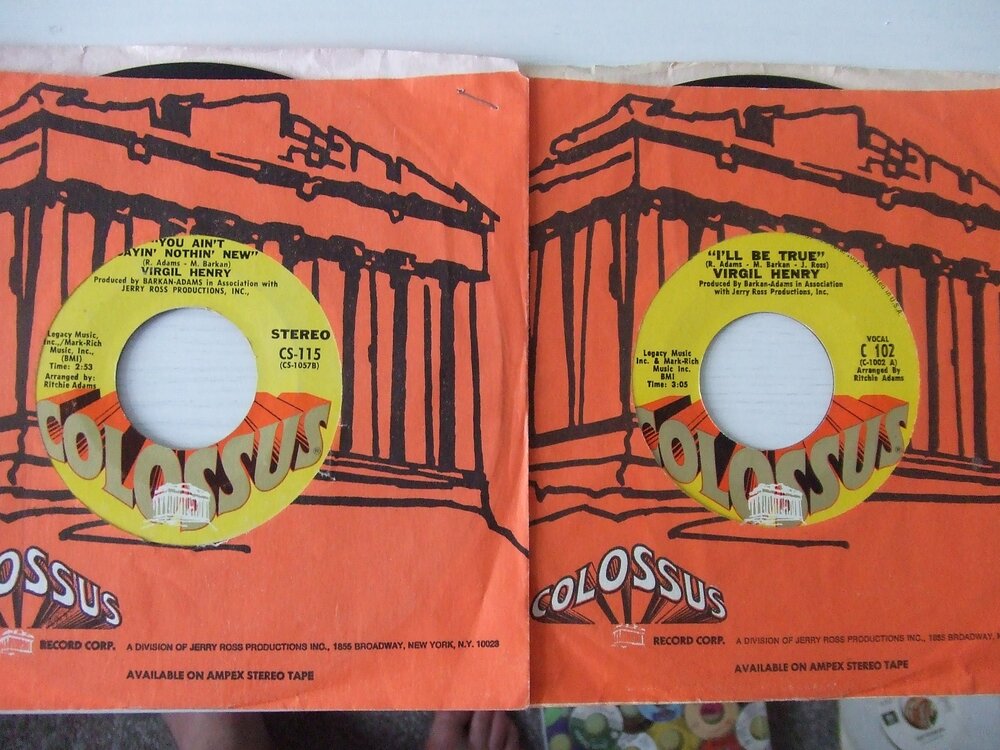 "YOU AIN'T
AYIN' NOTHIN' NEW"
(R. Adams - M. Barkan)
VIRGIL HENRY
Produced by BARKAN-ADAMS in Association with
JERRY ROSS PRODUCTIONS, INC.,
STEREO
CS-115
(CS-1057B)
Legacy Music,
Inc.,/Mark-Rich
Music, Inc.,
(BMI)
Time: 2:53
Arranged by:
Ritchie Adams
COLOSSUS
OSSUS
RECORD CORP.
A DIVISION OF JERRY ROSS PRODUCTIONS INC., 1855 BROADWAY, NEW YORK, N.Y. 10023
AVAILABLE ON AMPEX STEREO TAPE
"I'LL BE TRUE"
(R. Adams - M. Barkan - J. Ross)
VIRGIL HENRY
Produced By Barkan-Adams in Association
with Jerry Ross Productions, Inc.
Printed in U.S.A.
VOCAL
C 102
(C-1002 A)
Arranged By
Ritchie Adams
Legacy Music
Inc. & Mark-Rich
Music Inc.
BMI
Time: 3:05
COLOSSUS
COLOSSUS
RECORD CORP.
A DIVISION OF JERRY ROSS PRODUCTIONS INC., 1855 BROADWAY,
AVAILABLE ON AMPEX STEREO TAPE